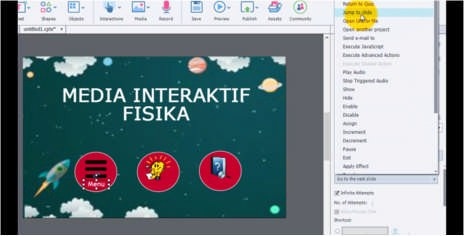 Shapes
Objects
Interactions
Media
Record
Save
Preview
Publish
Assets
Community
untitled1.cptx*
Return to Quiz
Jump to slide
Open URL or file
Open another project
Send e-mail to
Execute JavaScript
Execute Advanced Actions
Execute Shared Action
Play Audio
Stop Triggered Audio
Show
Hide
Enable
Disable
Assign
Increment
Decrement
Pause
Exit
Apply Effect
Go to the next slide
Infinite Attempts
No. of Attempts:
Shortcut:
MEDIA INTERAKTIF
FISIKA
Menu